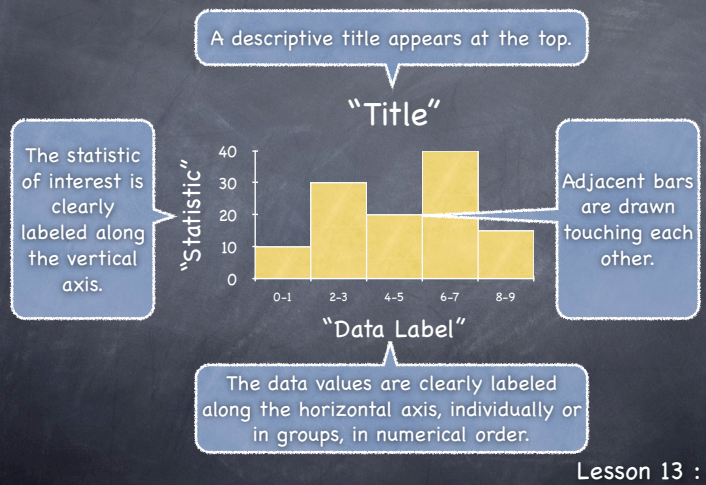 A descriptive title appears at the top.
“Title”
The statistic
of interest is
clearly
labeled along
the vertical
axis.
“Statistic”
40
30
20
10
0
0-1 2-3 4-5 6-7 8-9
“Data Label”
Adjacent bars
are drawn
touching each
other.
The data values are clearly labeled
along the horizontal axis, individually or
in groups, in numerical order.
Lesson 13 :